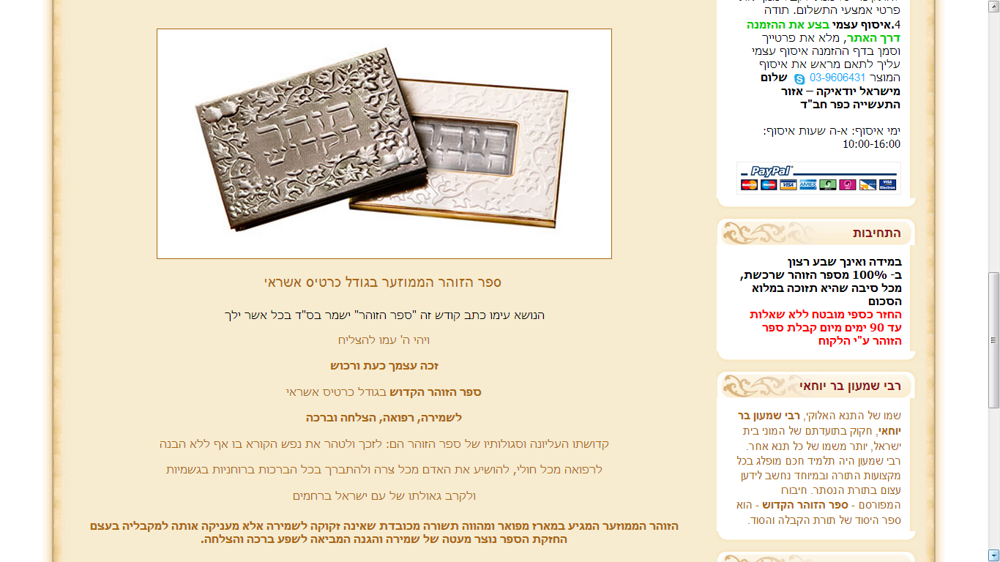 פרטי אמצעי התשלום. תודה
4.איסוף עצמי בצע את ההזמנה
דרך האתר, מלא את פרטייך
וסמך בדף ההזמנה איסוף עצמי
עליך לתאם מראש את איסוף
המוצר 03-9606431 שלום
מישראל יודאיקה – אזור
התעשייה כפר חב"ד
ימי איסוף: א-ה שעות איסוף:
10:00-16:00
PayPal
VISA AMEX VISA Electron
התחיבות
במידה ואינך שבע רצון
ב- 100% מספר הזוהר שרכשת,
מכל סיבה שהיא תזוכה במלוא
הסכום
החזר כספי מובטח ללא שאלות
עד 90 ימים מיום קבלת ספר
הזוהר ע"י הלקוח
רבי שמעון בר יוחאי
שמו של התנא האלוקי, רבי שמעון בר
יוחאי, חקוק בתועדתם של המוני בית
ישראל, יותר משמו של כל תנא אחר.
רבי שמעון היה תלמיד חכם מופלג בכל
מקצועות התורה ובמיוחד נחשב לידען
עצום בתורת הנסתר. חיבורו
המפורסם - ספר הזוהר הקדוש - הוא
ספר היסוד של תורת הקבלה והסוד.
הזוהר
הקדוש
ספר הזוהר הממוזער בגודל כרטיס אשראי
הנושא עימו כתב קודש זה "ספר הזוהר" ישמר בס"ד בכל אשר ילך
ויהי ה' עמו להצליח
זכה עצמך כעת ורכוש
ספר הזוהר הקדוש בגודל כרטיס אשראי
לשמירה, רפואה, הצלחה וברכה
קדושתו העליונה וסגולותיו של ספר הזוהר הם: לזכך ולטהר את נפש הקורא בו אף ללא הבנה
לרפואה מכל חולי, להושיע את האדם מכל צרה ולהתברך בכל הברכות ברוחניות בגשמיות
ולקרב גאולתו של עם ישראל ברחמים
הזוהר הממוזער המגיע במארז מפואר ומהווה תשורה מכובדת שאינה זקוקה לשמירה אלא מעניקה אותה למקבליה בעצם
החזקת הספר נוצר מעטה של שמירה והגנה המביאה לשפע ברכה והצלחה.